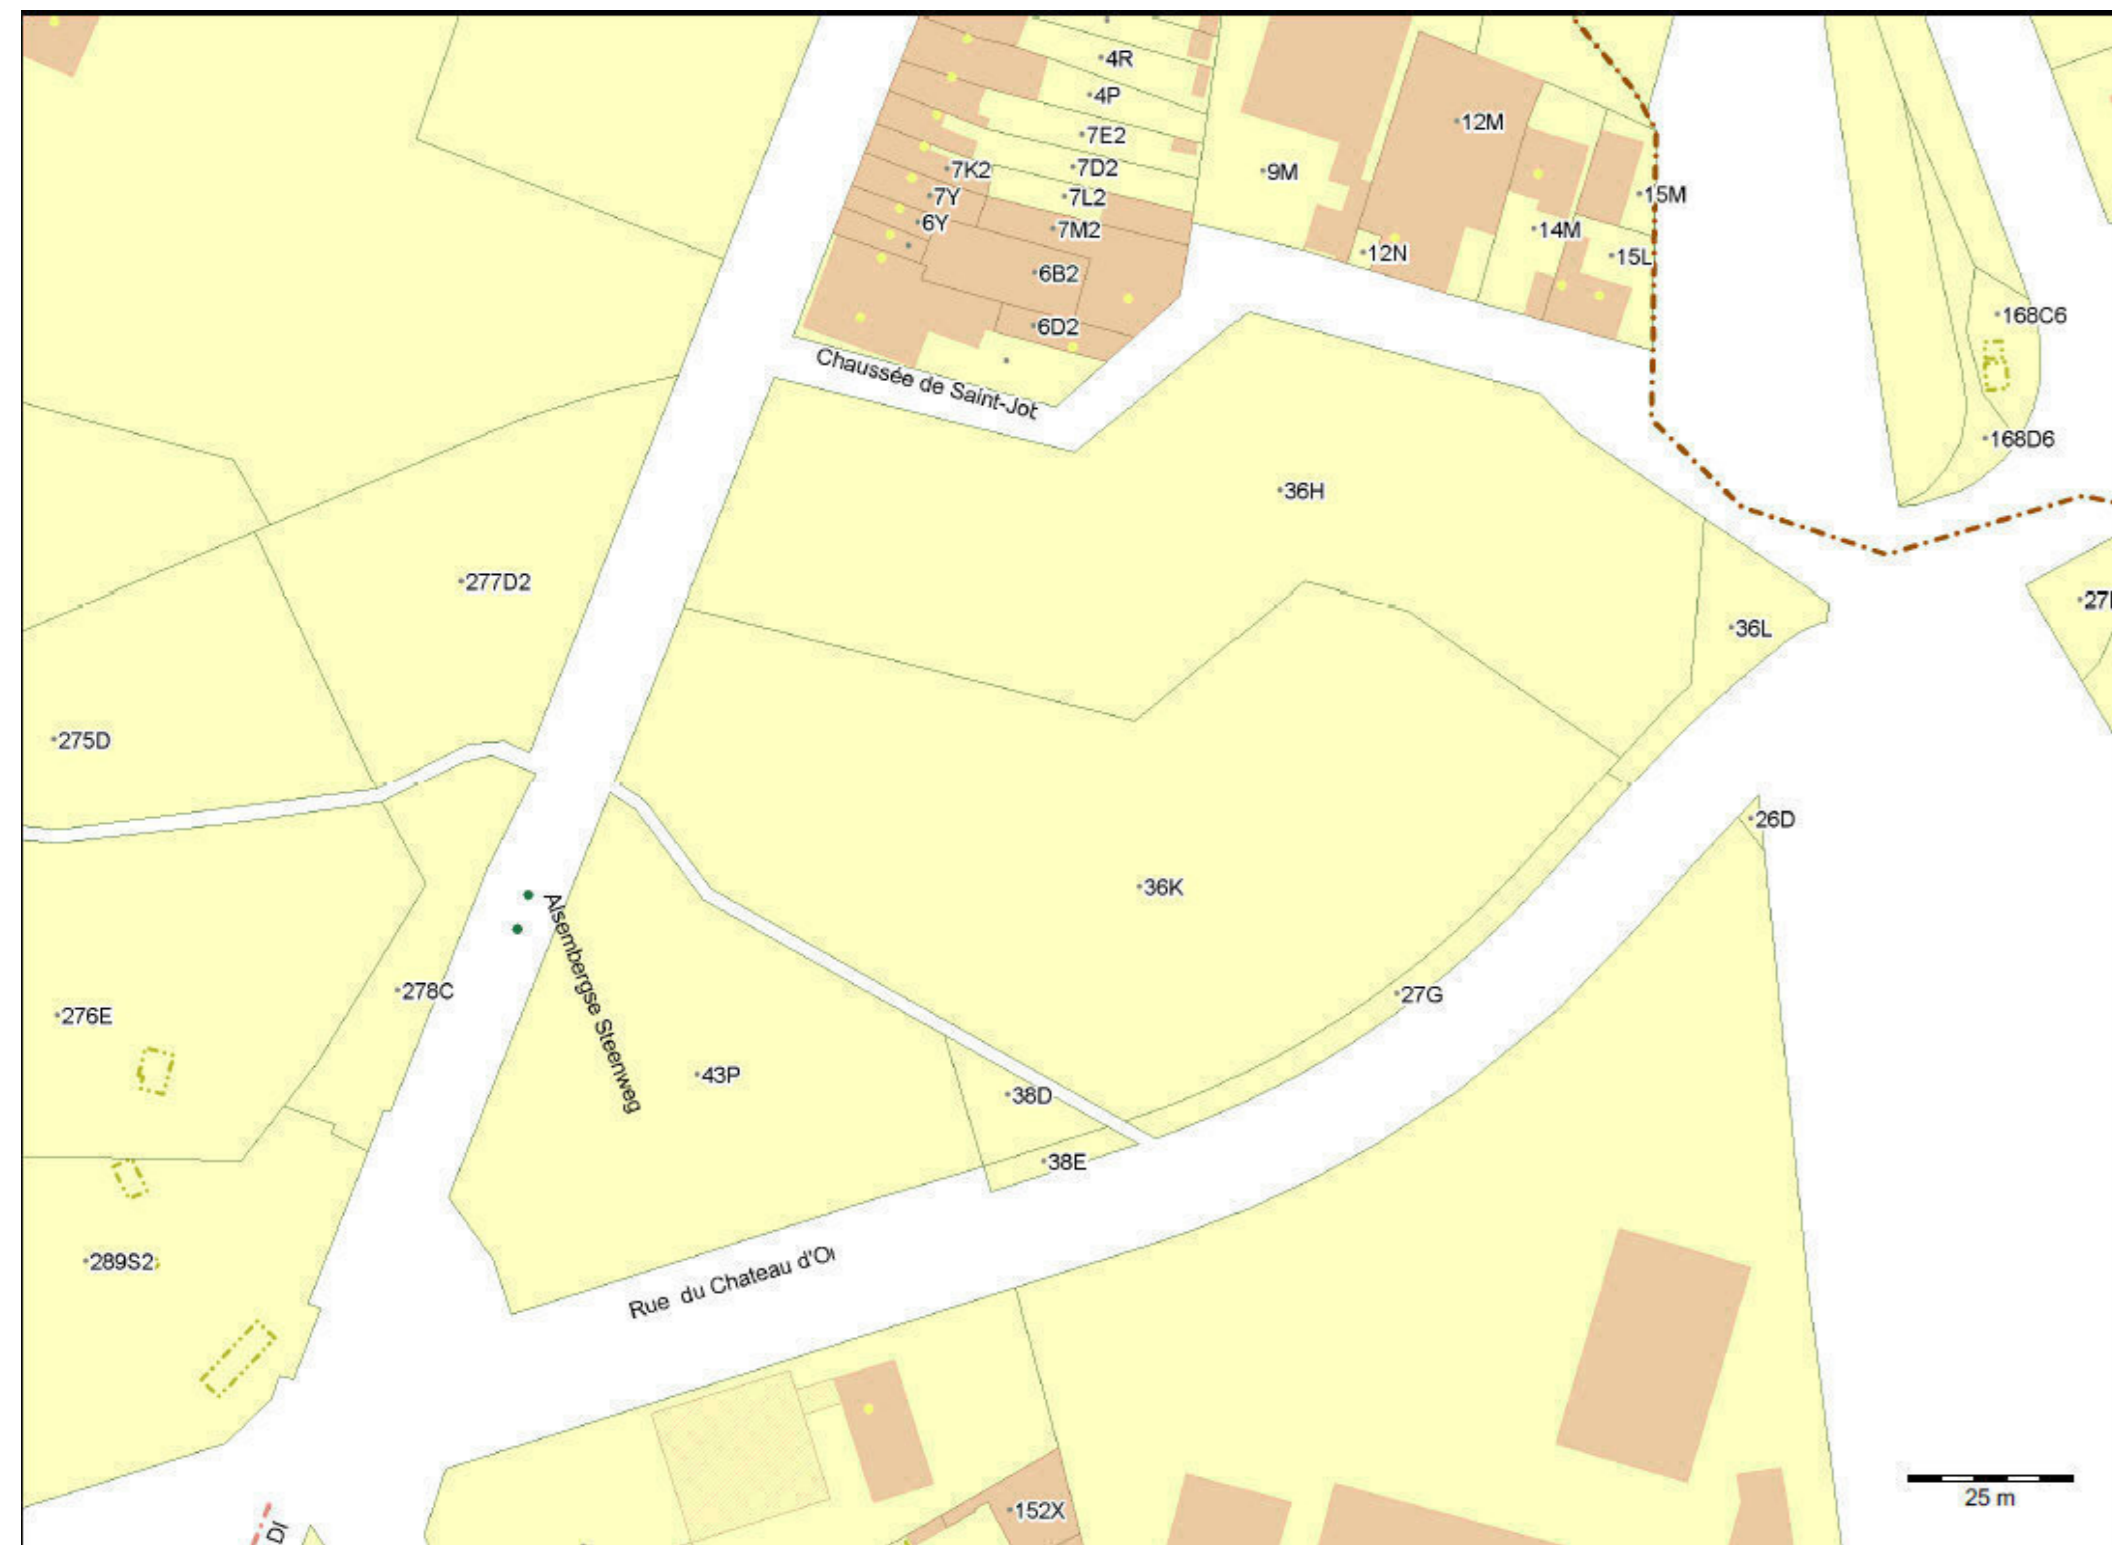 4R
4P
7E2
12M
7K2
7D2
9M
7Y
7L2
15M
6Y
7M2
14M
12N
15L
6B2
168C6
6D2
Chaussée de Saint-Job
168D6
36H
277D2
36L
275D
26D
36K
Alsembergse Steenweg
278C
27G
276E
43P
38D
38E
289S2
Rue du Chateau d'Or
25 m
152X